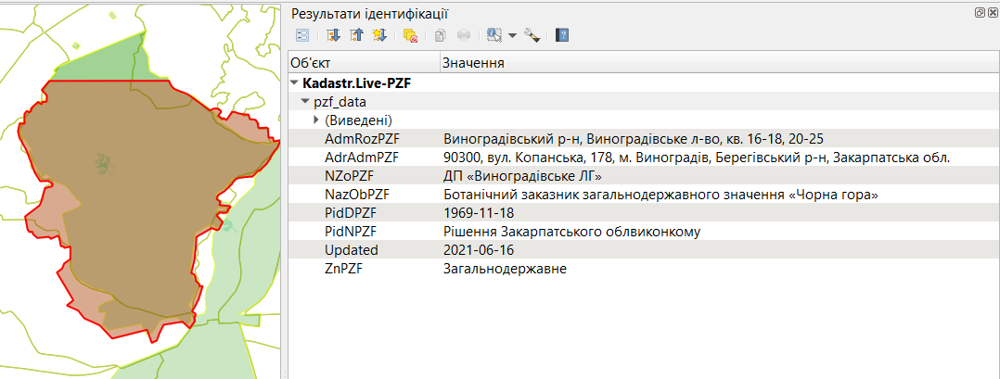 Результати ідентифікації
Об'єкт Значення
Kadastr.Live-PZF
pzf_data
(Виведені)
AdmRozPZF Виноградівський р-н, Виноградівське л-во, кв. 16-18, 20-25
AdrAdmPZF 90300, вул. Копанська, 178, м. Виноградів, Берегівський р-н, Закарпатська обл.
NZoPZF ДП «Виноградівське ЛГ»
NazObPZF Ботанічний заказник загальнодержавного значення «Чорна гора»
PidDPZF 1969-11-18
PidNPZF Рішення Закарпатського облвиконкому
Updated 2021-06-16
ZnPZF Загальнодержавне